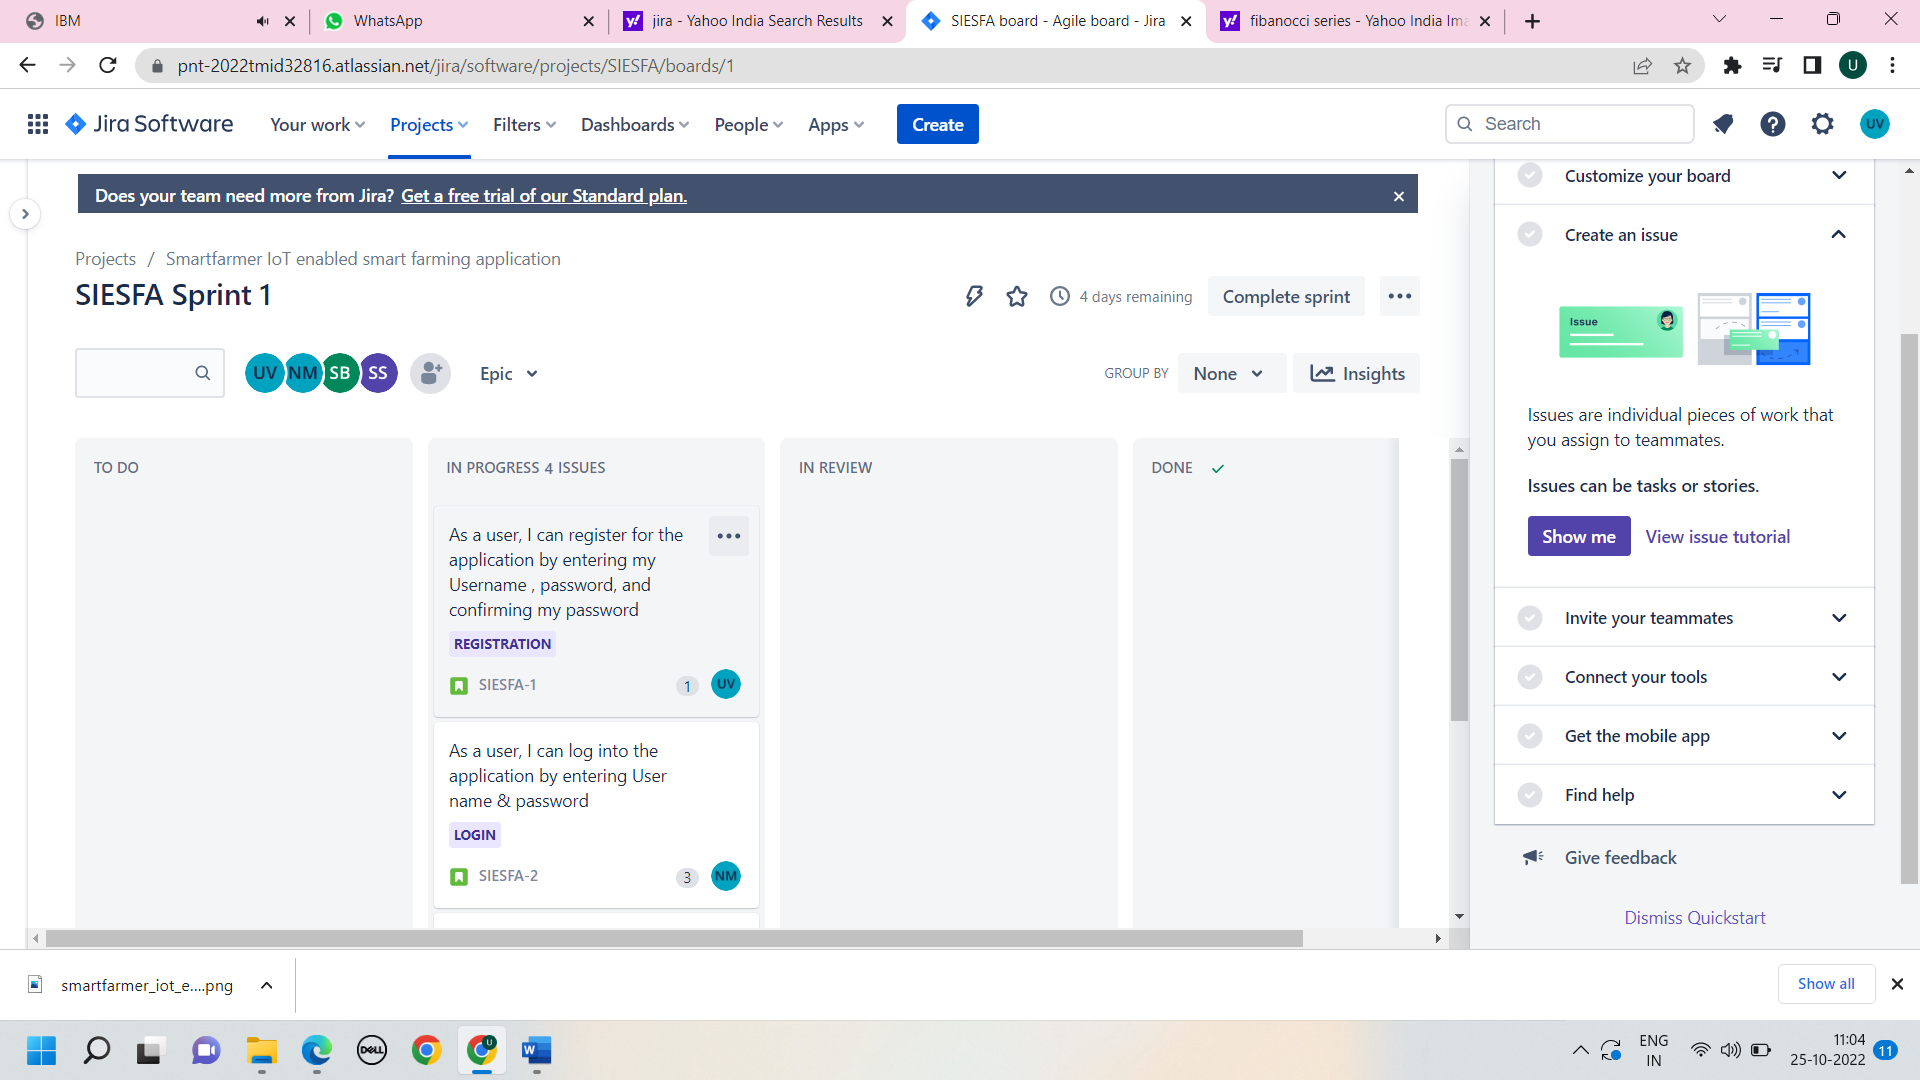 IBM
WhatsApp
jira - Yahoo India Search Results
SIESFA board - Agile board - Jira
fibanocci series - Yahoo India Ima
pnt-2022tmid32816.atlassian.net/jira/software/projects/SIESFA/boards/1
U
Jira Software
Your work
Projects
Filters
Dashboards
People
Apps
Create
Search
UV
Does your team need more from Jira? Get a free trial of our Standard plan.
Projects / Smartfarmer IoT enabled smart farming application
SIESFA Sprint 1
4 days remaining
Complete sprint
UV NM SB SS
Epic
GROUP BY
None
Insights
TO DO
IN PROGRESS 4 ISSUES
IN REVIEW
DONE
As a user, I can register for the
application by entering my
Username , password, and
confirming my password
REGISTRATION
SIESFA-1
1
UV
As a user, I can log into the
application by entering User
name & password
LOGIN
SIESFA-2
3
NM
Customize your board
Create an issue
Issue
Issues are individual pieces of work that
you assign to teammates.
Issues can be tasks or stories.
Show me
View issue tutorial
Invite your teammates
Connect your tools
Get the mobile app
Find help
Give feedback
Dismiss Quickstart
smartfarmer_iot_e....png
Show all
DELL
U
W
ENG
IN
11:04
25-10-2022
11